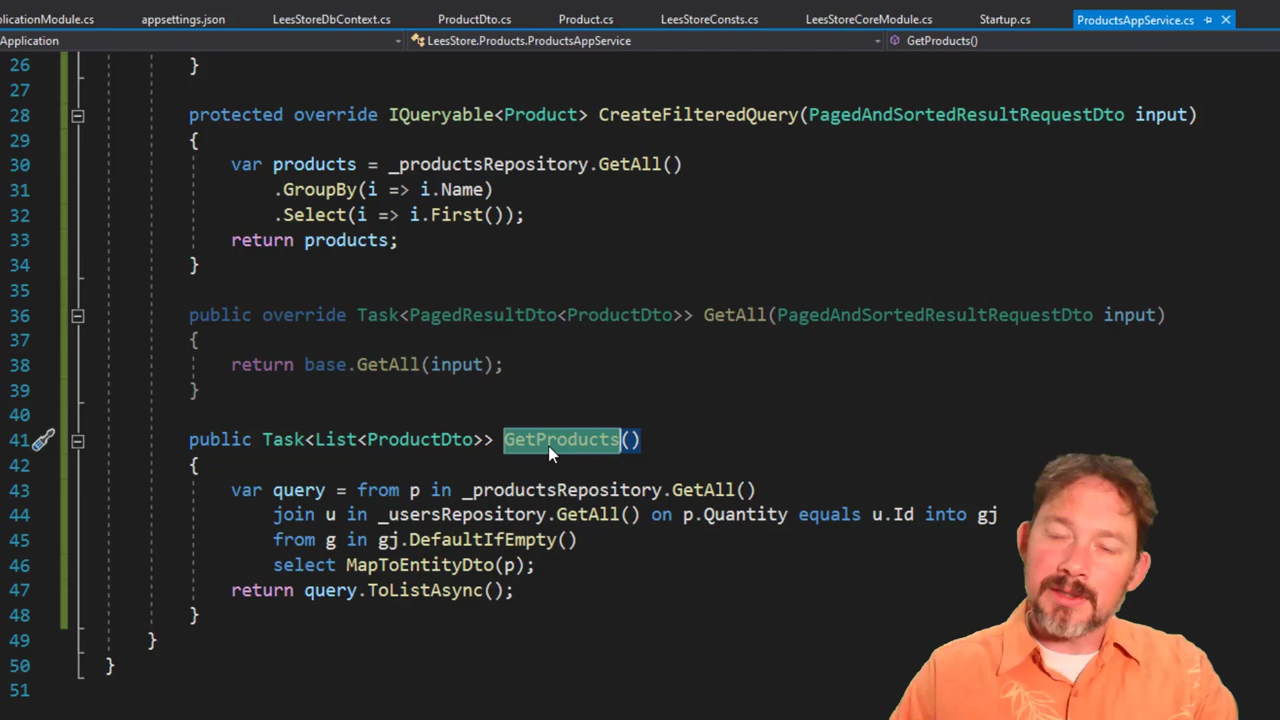 plicationModule.cs appsettings.json LeesStoreDbContext.cs ProductDto.cs Product.cs LeesStoreConsts.cs LeesStoreCoreModule.cs Startup.cs ProductsAppService.cs
Application LeesStore.Products.ProductsAppService GetProducts()
26 }
27
28 protected override IQueryable<Product> CreateFilteredQuery(PagedAndSortedResultRequestDto input)
29 {
30 var products = _productsRepository.GetAll()
31 .GroupBy(i => i.Name)
32 .Select(i => i.First());
33 return products;
34 }
35
36 public override Task<PagedResultDto<ProductDto>> GetAll(PagedAndSortedResultRequestDto input)
37 {
38 return base.GetAll(input);
39 }
40
41 public Task<List<ProductDto>> GetProducts()
42 {
43 var query = from p in _productsRepository.GetAll()
44 join u in _usersRepository.GetAll() on p.Quantity equals u.Id into gj
45 from g in gj.DefaultIfEmpty()
46 select MapToEntityDto(p);
47 return query.ToListAsync();
48 }
49 }
50 }
51